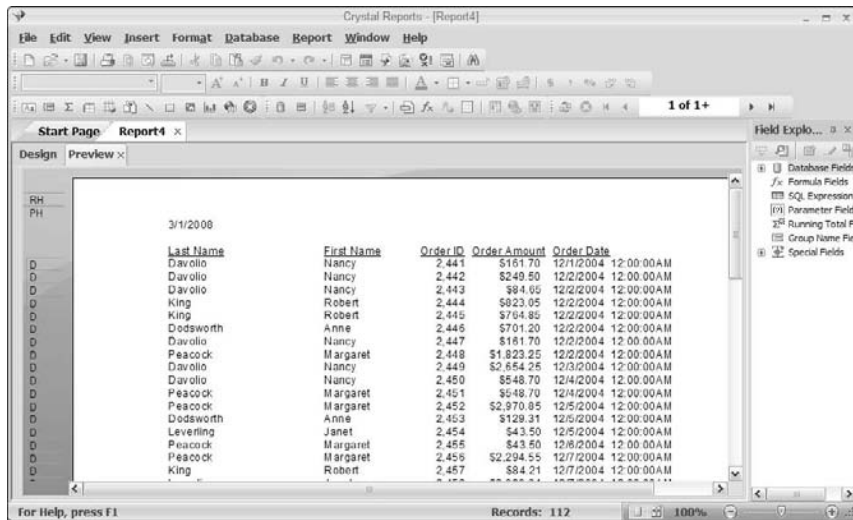 Crystal Reports - [Report4]
File Edit View Insert Format Database Report Window Help
1 of 1+
Start Page Report4 ×
Field Explo...
Design Preview ×
Database Fields
Formula Fields
SQL Expression
Parameter Field
Running Total F
Group Name Fie
Special Fields
RH
PH
3/1/2008
Last Name First Name Order ID Order Amount Order Date
D Davolio Nancy 2,441 $161.70 12/1/2004 12:00:00AM
D Davolio Nancy 2,442 $249.50 12/2/2004 12:00:00AM
D Davolio Nancy 2,443 $84.65 12/2/2004 12:00:00AM
D King Robert 2,444 $823.05 12/2/2004 12:00:00AM
D King Robert 2,445 $764.85 12/2/2004 12:00:00AM
D Dodsworth Anne 2,446 $701.20 12/2/2004 12:00:00AM
D Davolio Nancy 2,447 $161.70 12/2/2004 12:00:00AM
D Peacock Margaret 2,448 $1,823.25 12/2/2004 12:00:00AM
D Davolio Nancy 2,449 $2,654.25 12/3/2004 12:00:00AM
D Davolio Nancy 2,450 $548.70 12/4/2004 12:00:00AM
D Peacock Margaret 2,451 $548.70 12/4/2004 12:00:00AM
D Peacock Margaret 2,452 $2,970.85 12/5/2004 12:00:00AM
D Dodsworth Anne 2,453 $129.31 12/5/2004 12:00:00AM
D Leverling Janet 2,454 $43.50 12/5/2004 12:00:00AM
D Peacock Margaret 2,455 $43.50 12/6/2004 12:00:00AM
D Peacock Margaret 2,456 $2,294.55 12/7/2004 12:00:00AM
D King Robert 2,457 $84.21 12/7/2004 12:00:00AM
For Help, press F1 Records: 112 100%